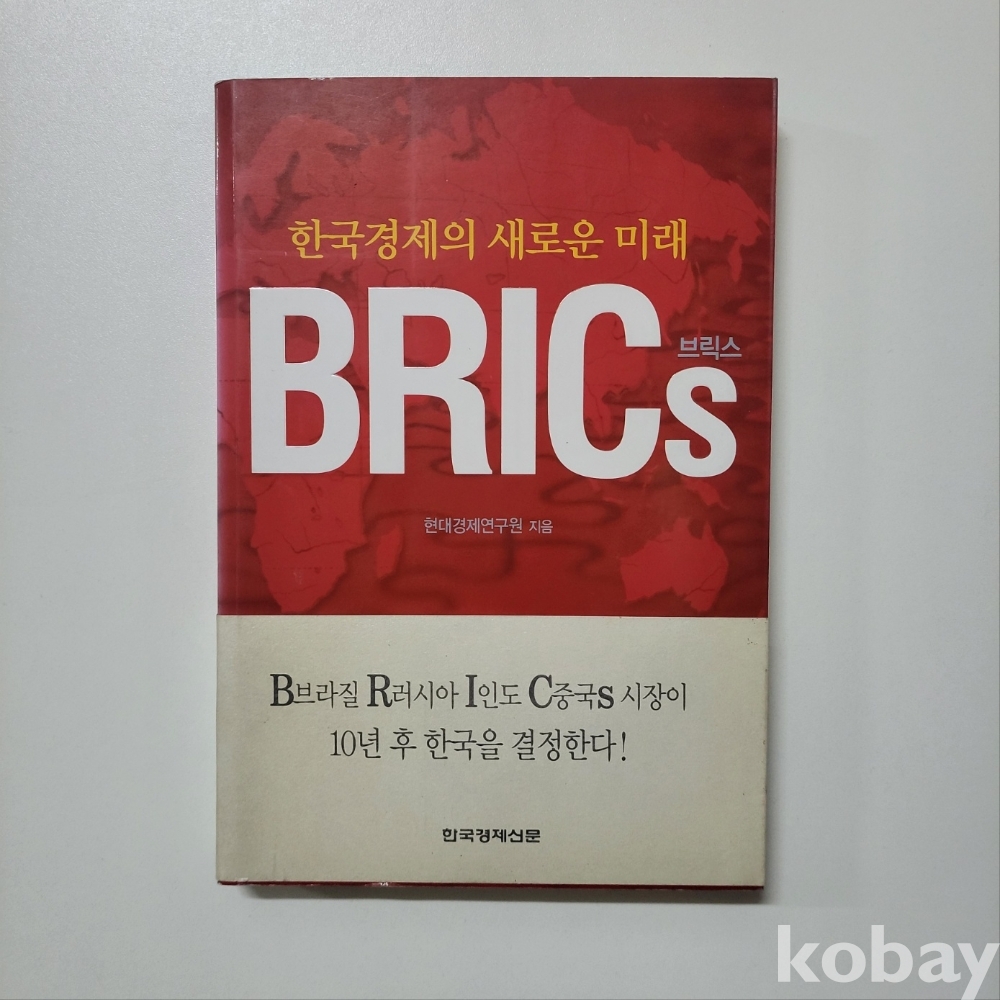 한국경제의 새로운 미래
BRICs
브릭스
현대경제연구원 지음
B브라질 R러시아 I인도 C중국s 시장이
10년 후 한국을 결정한다!
한국경제신문
kobay